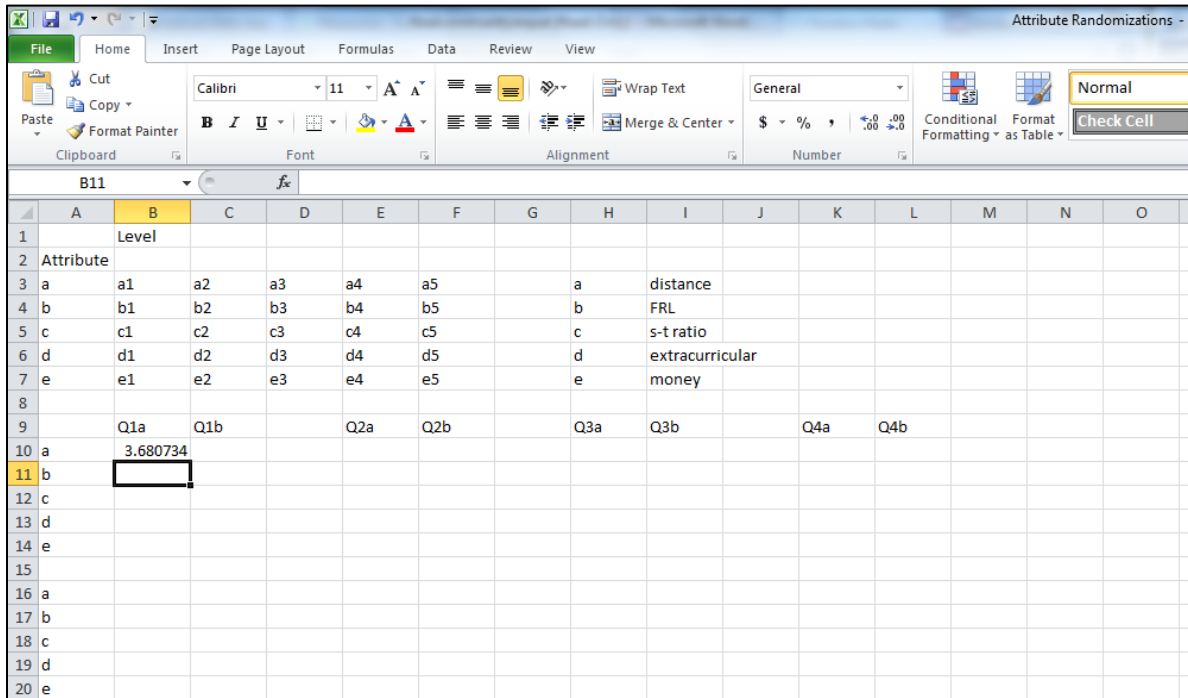 Attribute Randomizations -
File Home Insert Page Layout Formulas Data Review View
Cut
Copy
Format Painter
Paste
Calibri 11 A A
B I U A
Wrap Text
Merge & Center
General
$ % , .0 .00 .00 .0
Conditional Formatting
Format as Table
Normal
Check Cell
Clipboard Font Alignment Number
B11 fx
A B C D E F G H I J K L M N O
1 Level
2 Attribute
3 a a1 a2 a3 a4 a5 a distance
4 b b1 b2 b3 b4 b5 b FRL
5 c c1 c2 c3 c4 c5 c s-t ratio
6 d d1 d2 d3 d4 d5 d extracurricular
7 e e1 e2 e3 e4 e5 e money
8
9 Q1a Q1b Q2a Q2b Q3a Q3b Q4a Q4b
10 a 3.680734
11 b
12 c
13 d
14 e
15
16 a
17 b
18 c
19 d
20 e